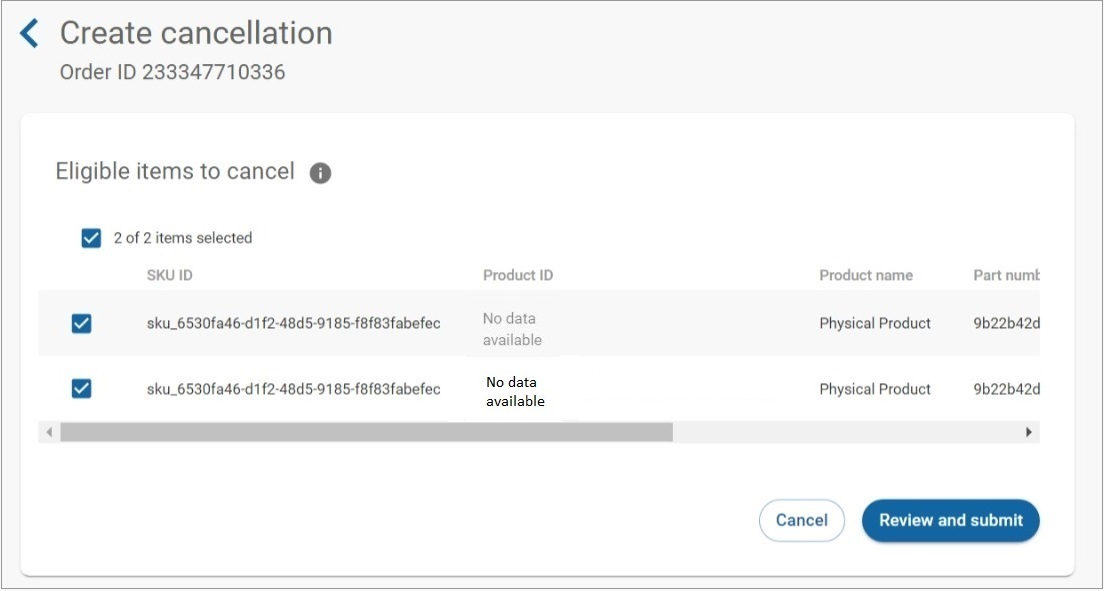 Create cancellation
Order ID 233347710336
Eligible items to cancel
2 of 2 items selected
SKU ID Product ID Product name Part numb
sku_6530fa46-d1f2-48d5-9185-f8f83fabefec No data available Physical Product 9b22b42d
sku_6530fa46-d1f2-48d5-9185-f8f83fabefec No data available Physical Product 9b22b42d
Cancel Review and submit